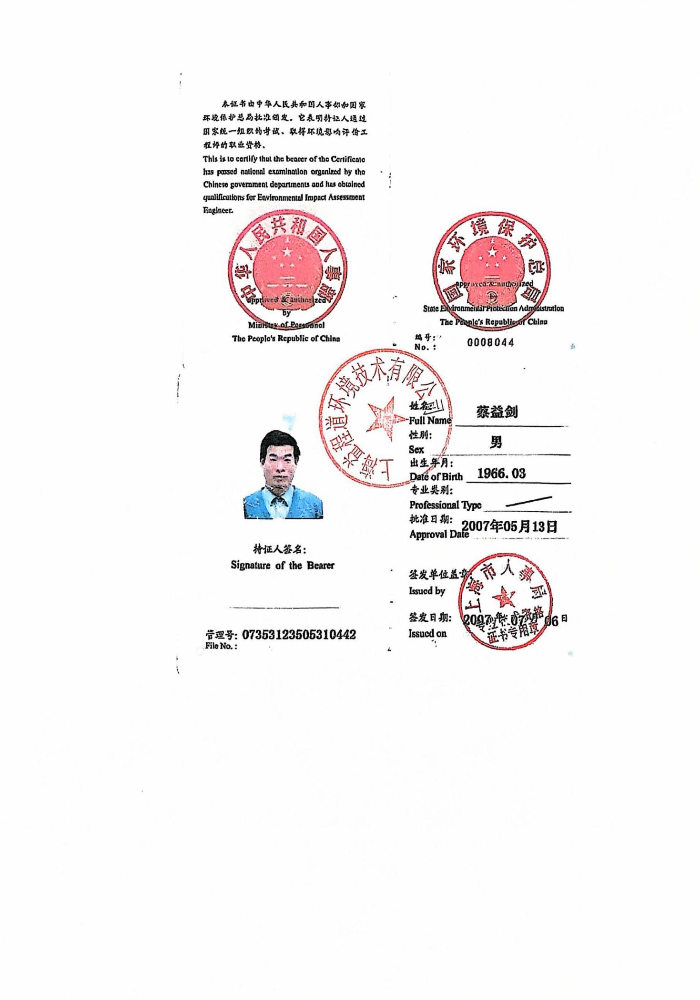 本证书由中华人民共和国人事部和国家
环境保护总局批准颁发。它表明持证人通过
国家统一组织的考试、取得环境影响评价工
程师的职业资格。
This is to certify that the bearer of the Certificate
has passed national examination organized by the
Chinese government departments and has obtained
qualifications for Environmental Impact Assessment
Engineer.
中华人民共和国人事部
approved & authorized
by
Ministry of Personnel
The People's Republic of China
国家环境保护总局
approved & authorized
by
State Environmental Protection Administration
The People's Republic of China
编号:
No. :
0008044
上海益程道环境技术有限公司
姓名
Full Name
蔡益剑
性别:
Sex
男
出生年月:
Date of Birth
1966.03
专业类别:
Professional Type
批准日期:
Approval Date
2007年05月13日
持证人签名:
Signature of the Bearer
签发单位盖章
Issued by
上海市人事局
专业技术资格
证书专用章
签发日期:
2007年07月06日
Issued on
管理号: 07353123505310442
File No. :